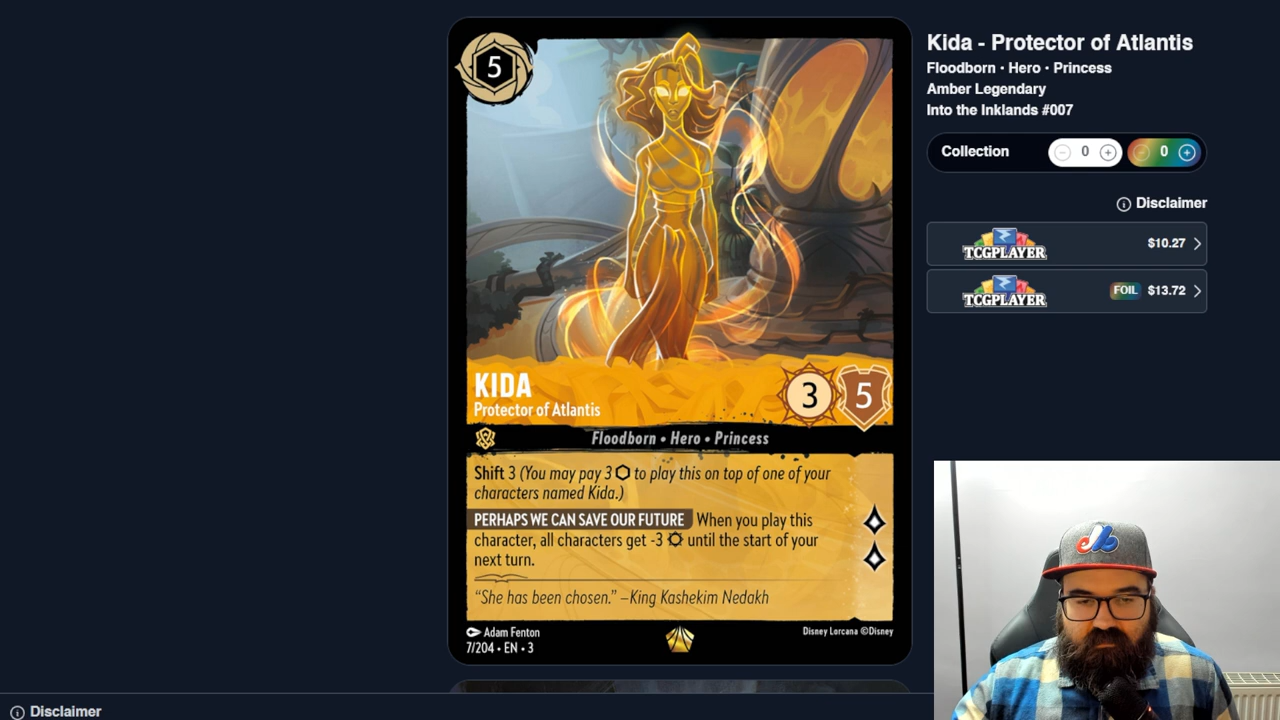 5
KIDA
Protector of Atlantis
3
5
Floodborn • Hero • Princess
Shift 3 (You may pay 3 to play this on top of one of your
characters named Kida.)
PERHAPS WE CAN SAVE OUR FUTURE When you play this
character, all characters get -3 until the start of your
next turn.
“She has been chosen.” –King Kashekim Nedakh
Adam Fenton
7/204 • EN • 3
Disney Lorcana ©Disney
Kida - Protector of Atlantis
Floodborn · Hero · Princess
Amber Legendary
Into the Inklands #007
Collection 0 0
Disclaimer
TCGPLAYER $10.27
TCGPLAYER FOIL $13.72
Disclaimer